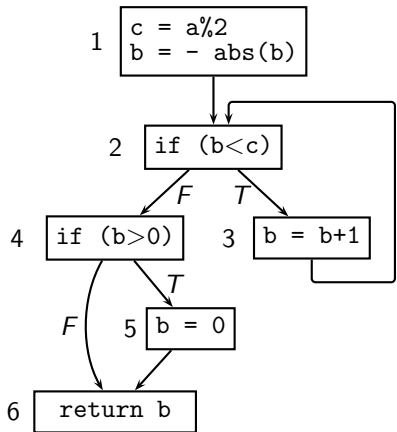 1
c = a%2
b = - abs(b)
2
if (b<c)
F
T
4
if (b>0)
3
b = b+1
T
F
5
b = 0
6
return b